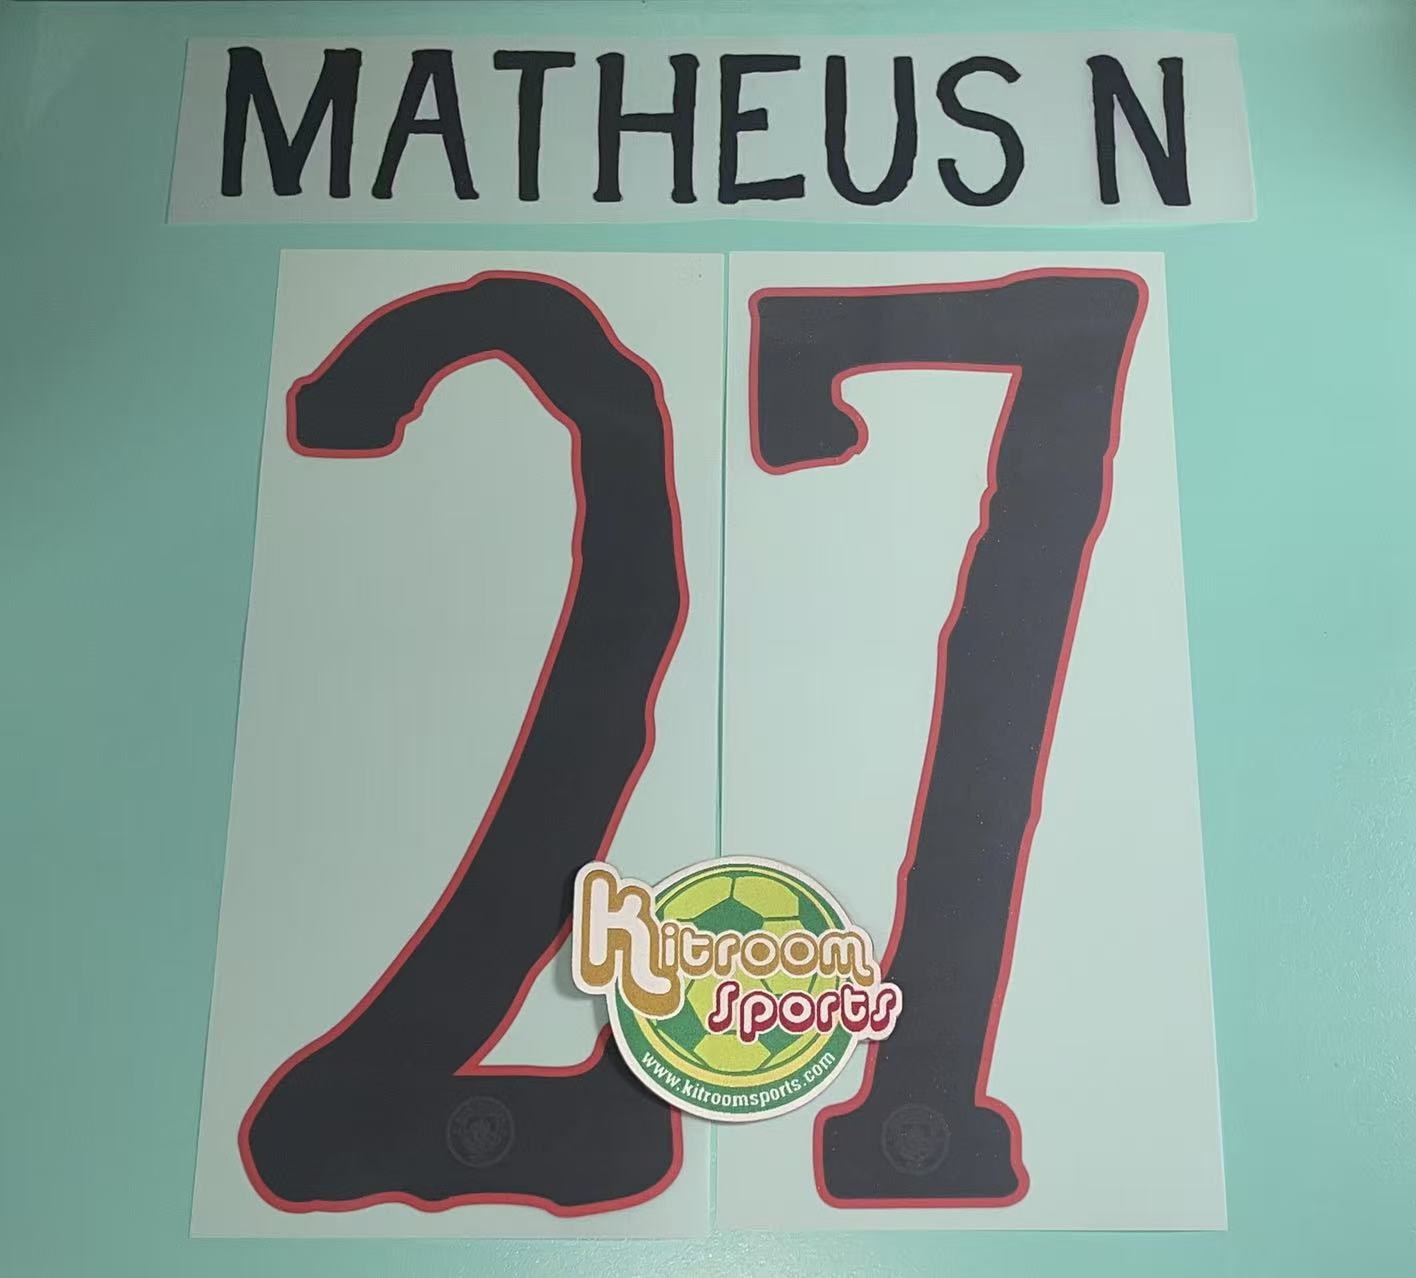 MATHEUS N
27
Kitroom
Sports
www.kitroomsports.com